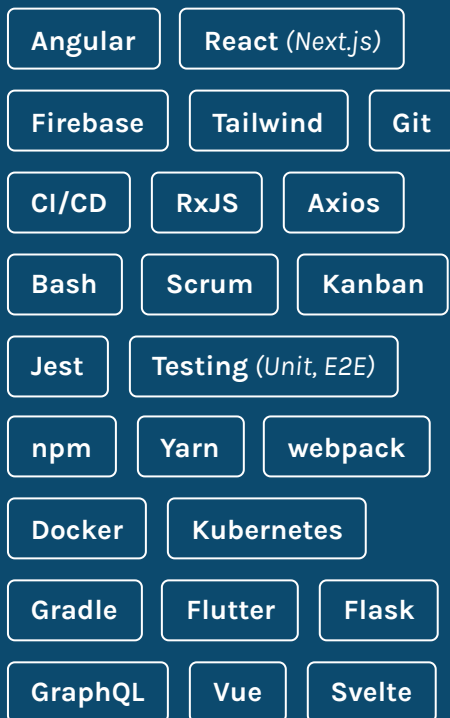 Angular React (Next.js)
Firebase Tailwind Git
CI/CD RxJS Axios
Bash Scrum Kanban
Jest Testing (Unit, E2E)
npm Yarn webpack
Docker Kubernetes
Gradle Flutter Flask
GraphQL Vue Svelte